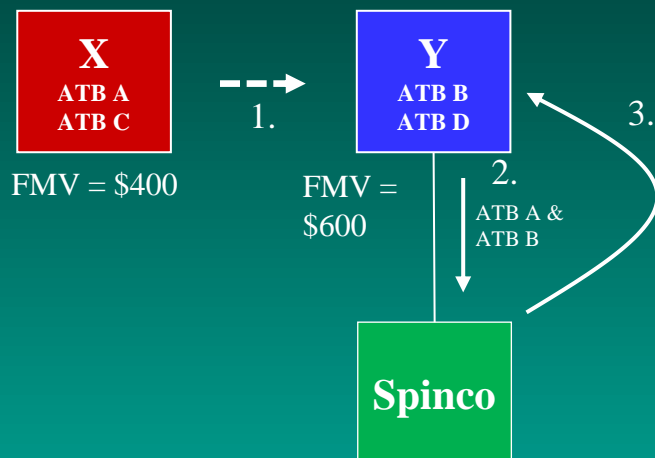 X
ATB A
ATB C
1.
Y
ATB B
ATB D
3.
FMV = $400
FMV =
$600
2.
ATB A &
ATB B
Spinco